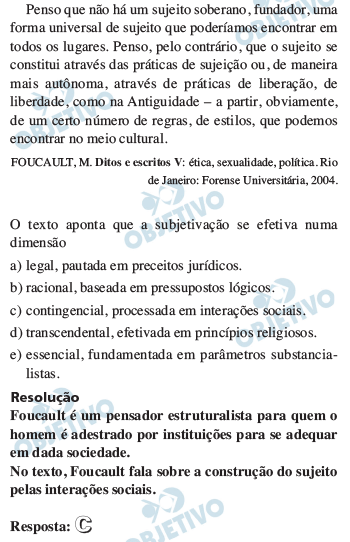 Penso que não há um sujeito soberano, fundador, uma
forma universal de sujeito que poderíamos encontrar em
todos os lugares. Penso, pelo contrário, que o sujeito se
constitui através das práticas de sujeição ou, de maneira
mais autônoma, através de práticas de liberação, de
liberdade, como na Antiguidade – a partir, obviamente,
de um certo número de regras, de estilos, que podemos
encontrar no meio cultural.
FOUCAULT, M. Ditos e escritos V: ética, sexualidade, política. Rio
de Janeiro: Forense Universitária, 2004.
O texto aponta que a subjetivação se efetiva numa
dimensão
a) legal, pautada em preceitos jurídicos.
b) racional, baseada em pressupostos lógicos.
c) contingencial, processada em interações sociais.
d) transcendental, efetivada em princípios religiosos.
e) essencial, fundamentada em parâmetros substancia-
listas.
Resolução
Foucault é um pensador estruturalista para quem o
homem é adestrado por instituições para se adequar
em dada sociedade.
No texto, Foucault fala sobre a construção do sujeito
pelas interações sociais.
Resposta: C
OBJETIVO
OBJETIVO
OBJETIVO
OBJETIVO
OBJETIVO
OBJETIVO